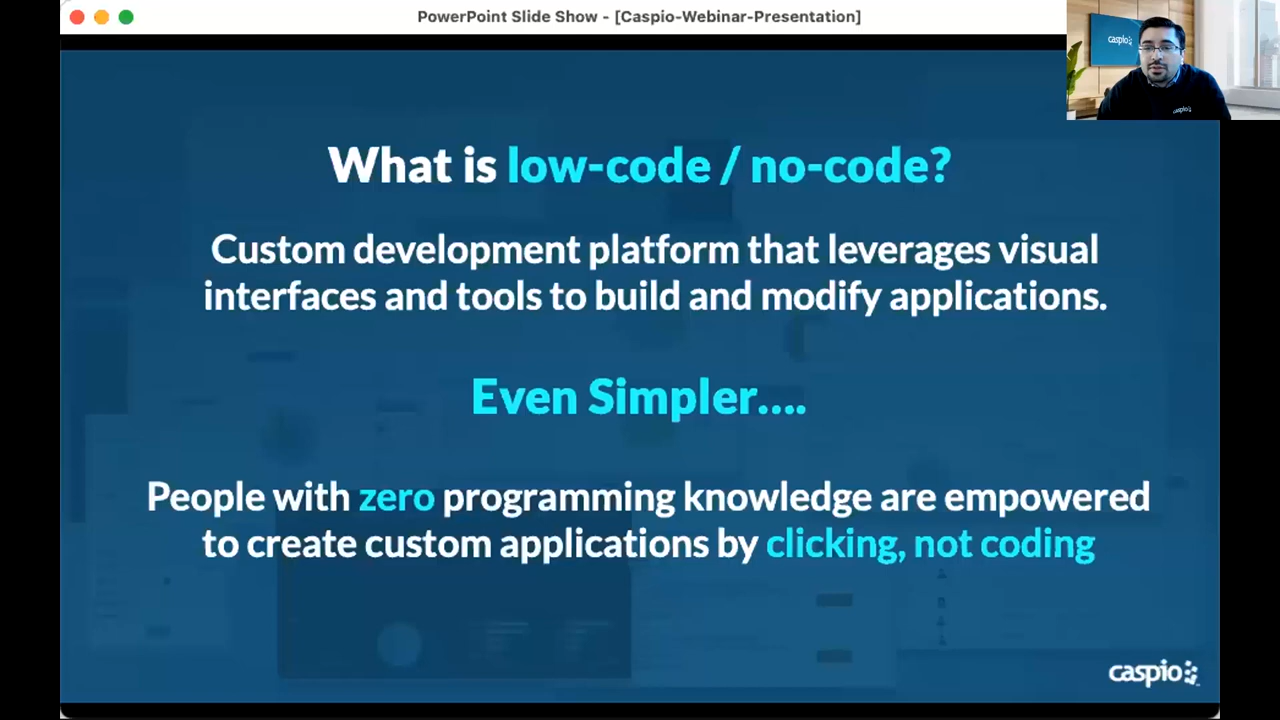 PowerPoint Slide Show - [Caspio-Webinar-Presentation]
caspio
caspio
What is low-code / no-code?
Custom development platform that leverages visual
interfaces and tools to build and modify applications.
Even Simpler....
People with zero programming knowledge are empowered
to create custom applications by clicking, not coding
caspio